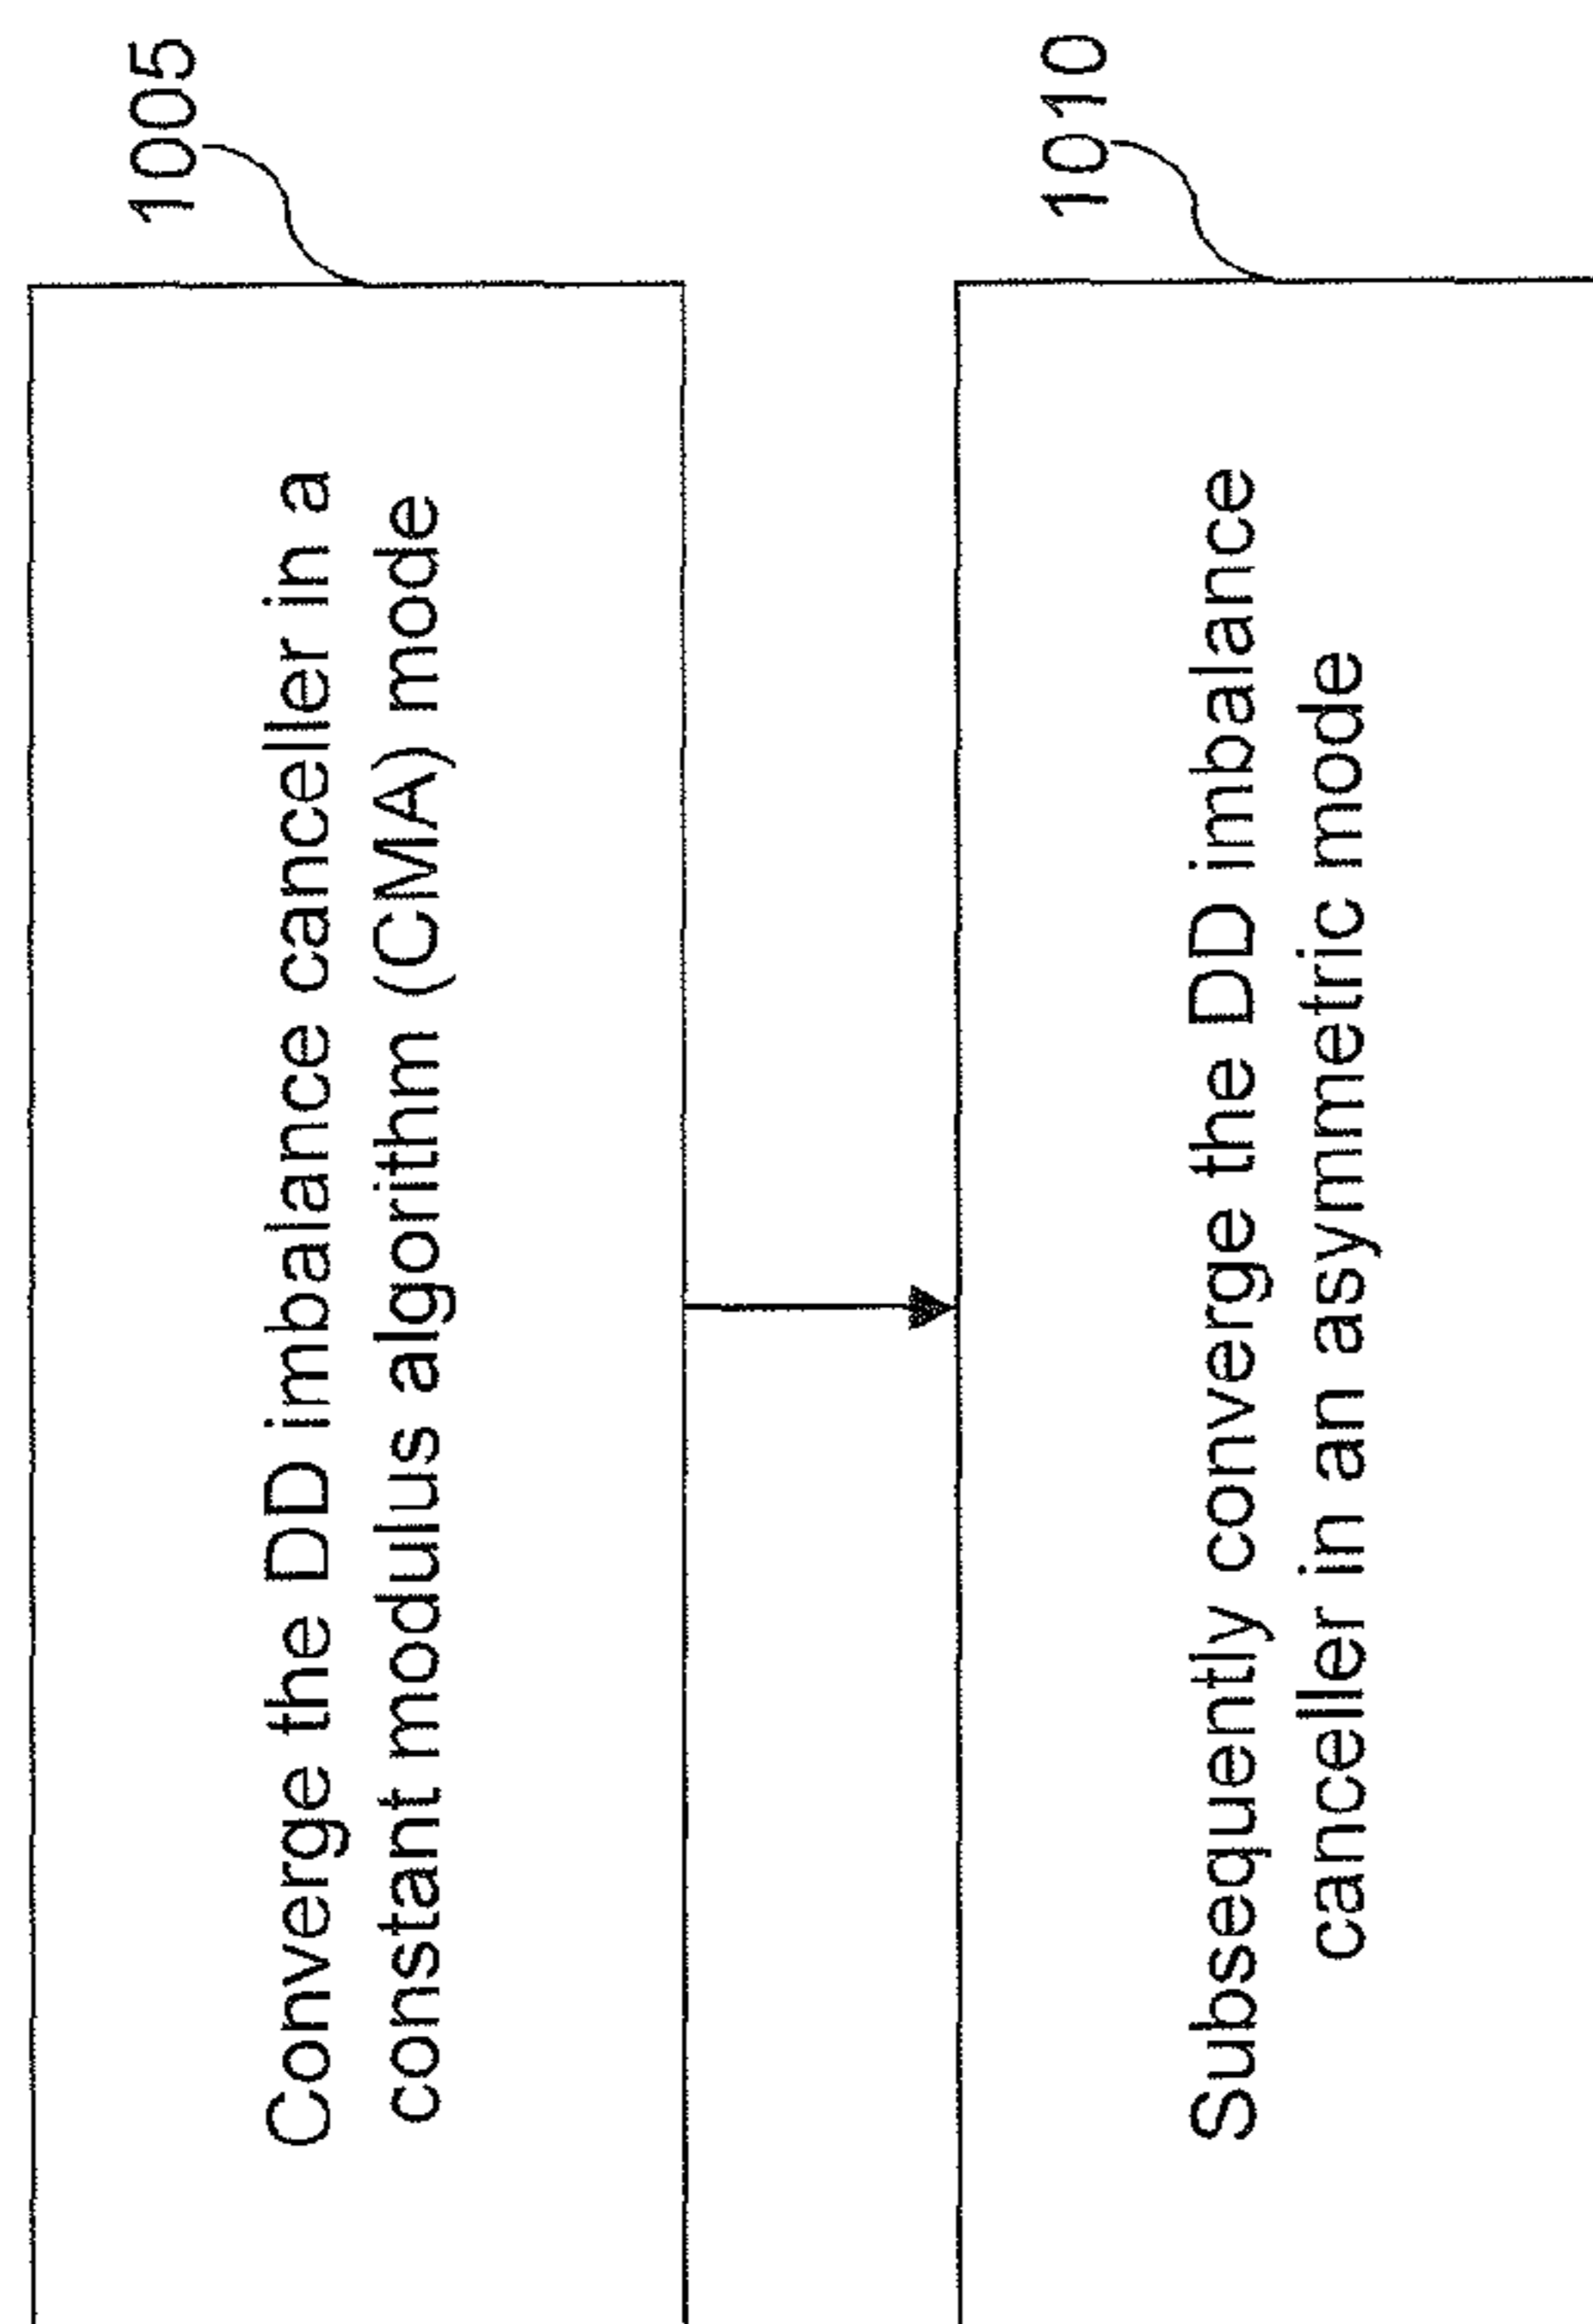 Converge the DD imbalance canceller in a
constant modulus algorithm (CMA) mode
1005
Subsequently converge the DD imbalance
canceller in an asymmetric mode
1010